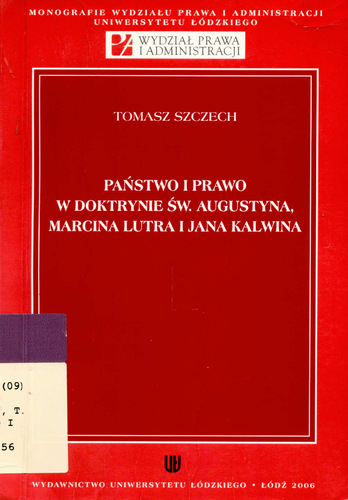 MONOGRAFIE WYDZIAŁU PRAWA I ADMINISTRACJI
UNIWERSYTETU ŁÓDZKIEGO
WYDZIAŁ PRAWA
I ADMINISTRACJI
TOMASZ SZCZECH
PAŃSTWO I PRAWO
W DOKTRYNIE ŚW. AUGUSTYNA,
MARCINA LUTRA I JANA KALWINA
(09)
, T.
I
56
WYDAWNICTWO UNIWERSYTETU ŁÓDZKIEGO • ŁÓDŹ 2006